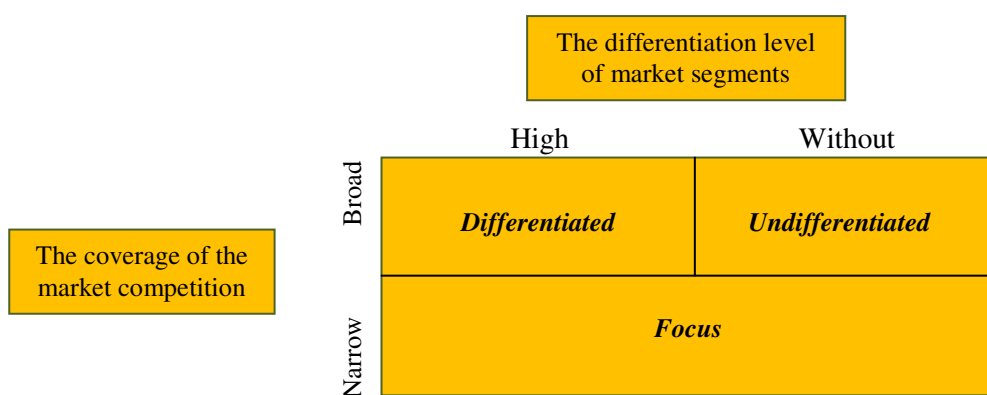 The differentiation level
of market segments
High Without
Broad
Differentiated Undifferentiated
The coverage of the
market competition
Narrow
Focus